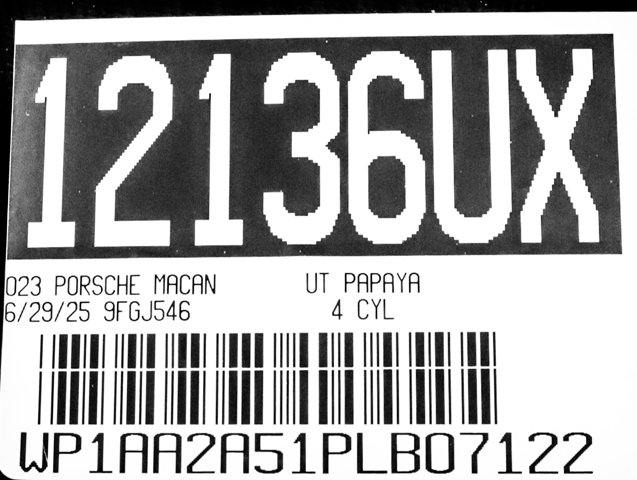 12136UX
023 PORSCHE MACAN UT PAPAYA
6/29/25 9FGJ546 4 CYL
WP1AA2A51PLB07122